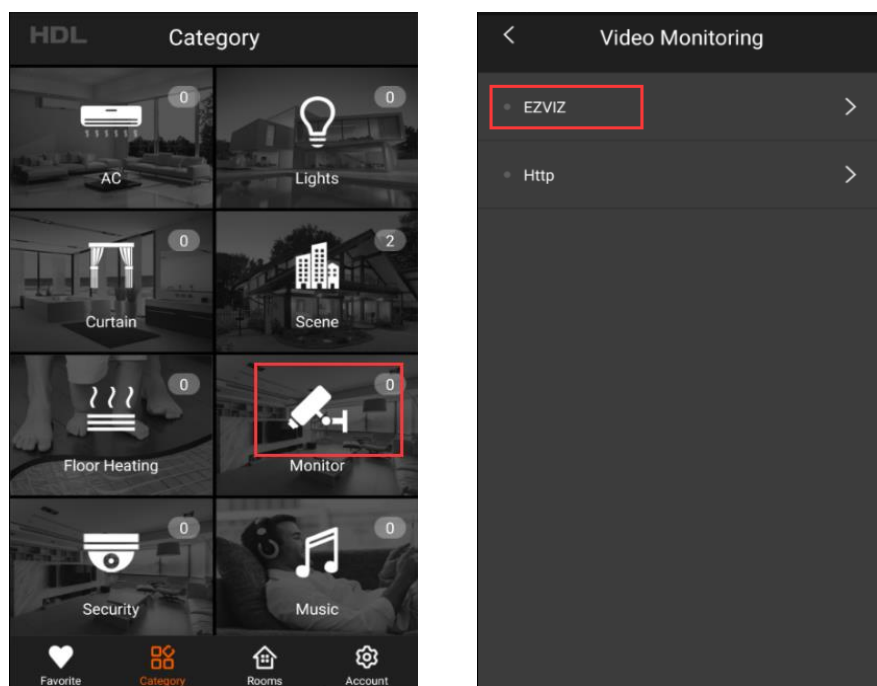 HDL
Category
0
0
AC
Lights
0
2
Curtain
Scene
0
0
Floor Heating
Monitor
0
0
Security
Music
Favorite
Category
Rooms
Account
Video Monitoring
EZVIZ
Http